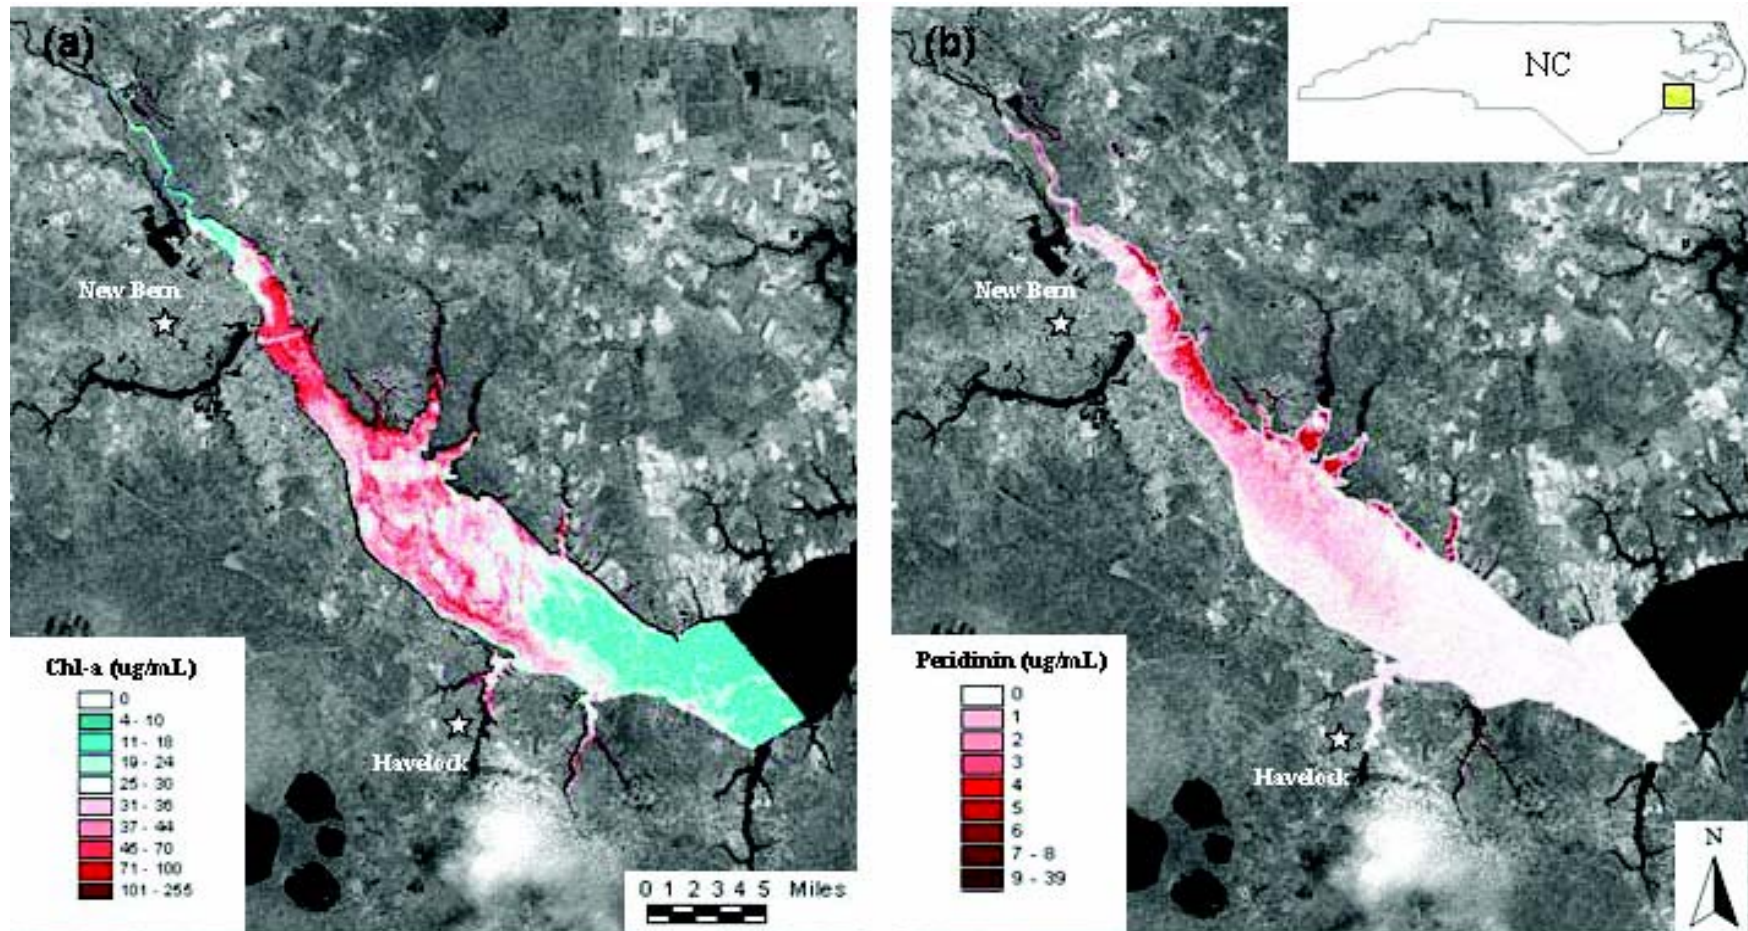 (a)
New Bern
Havelock
Chl-a (ug/mL)
0
4 - 10
11 - 18
19 - 24
25 - 30
31 - 36
37 - 44
45 - 70
71 - 100
101 - 255
0 1 2 3 4 5 Miles
(b)
NC
New Bern
Havelock
Peridinin (ug/mL)
0
1
2
3
4
5
6
7 - 8
9 - 39
N